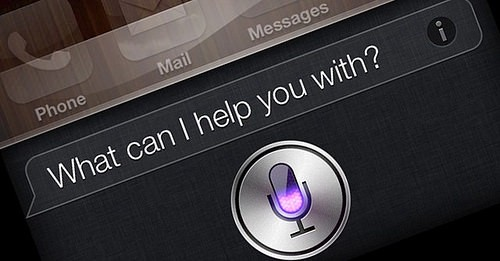 Phone
Mail
Messages
What can I help you with?
i